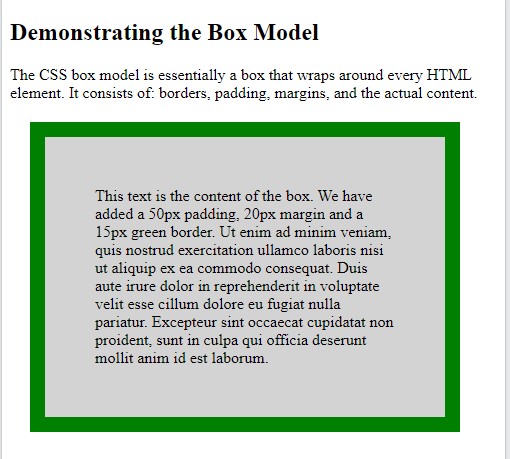 Demonstrating the Box Model
The CSS box model is essentially a box that wraps around every HTML
element. It consists of: borders, padding, margins, and the actual content.
This text is the content of the box. We have
added a 50px padding, 20px margin and a
15px green border. Ut enim ad minim veniam,
quis nostrud exercitation ullamco laboris nisi
ut aliquip ex ea commodo consequat. Duis
aute irure dolor in reprehenderit in voluptate
velit esse cillum dolore eu fugiat nulla
pariatur. Excepteur sint occaecat cupidatat non
proident, sunt in culpa qui officia deserunt
mollit anim id est laborum.